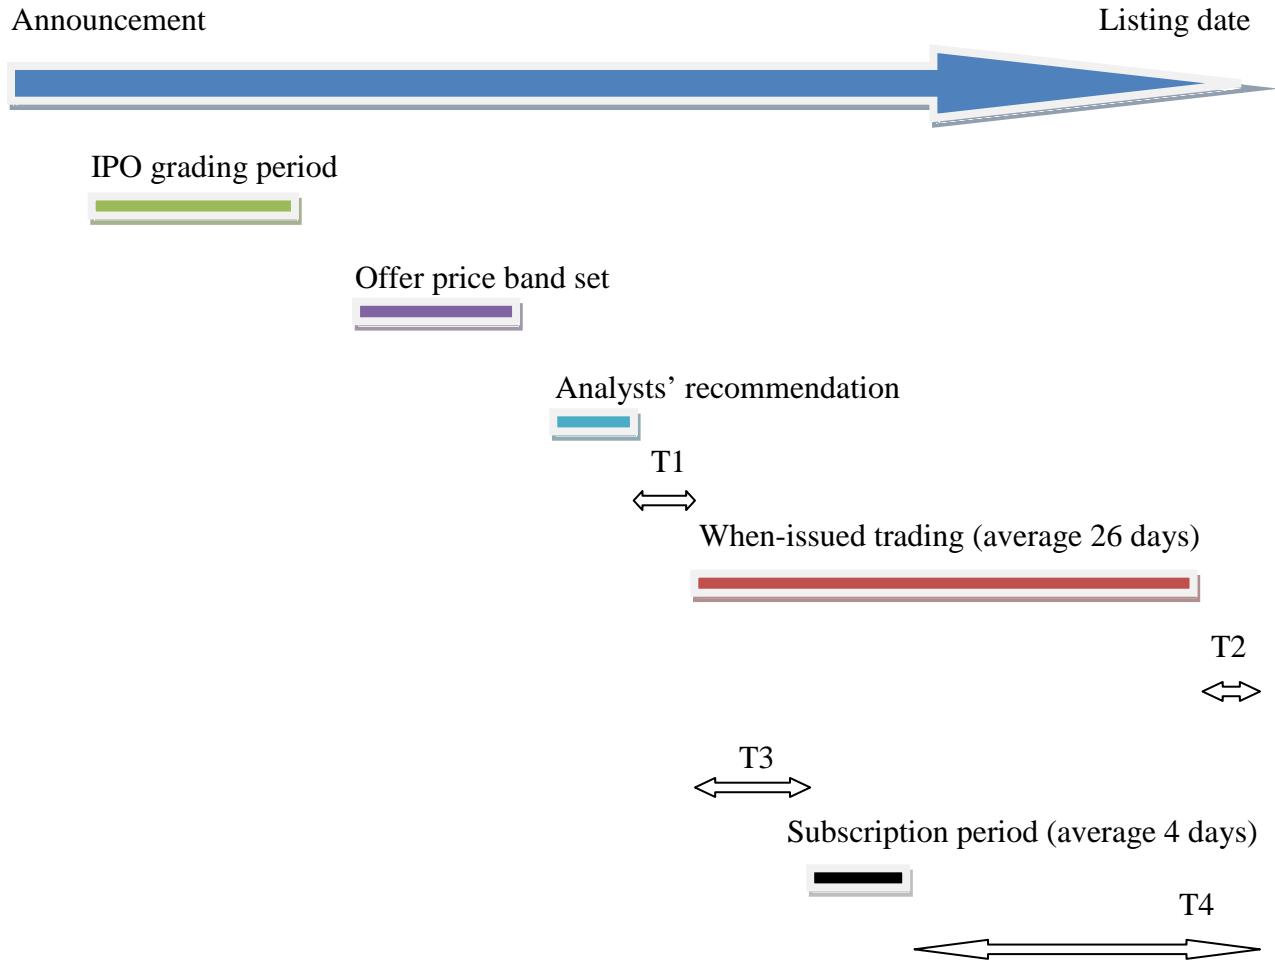 Announcement
Listing date
IPO grading period
Offer price band set
Analysts’ recommendation
T1
When-issued trading (average 26 days)
T2
T3
Subscription period (average 4 days)
T4